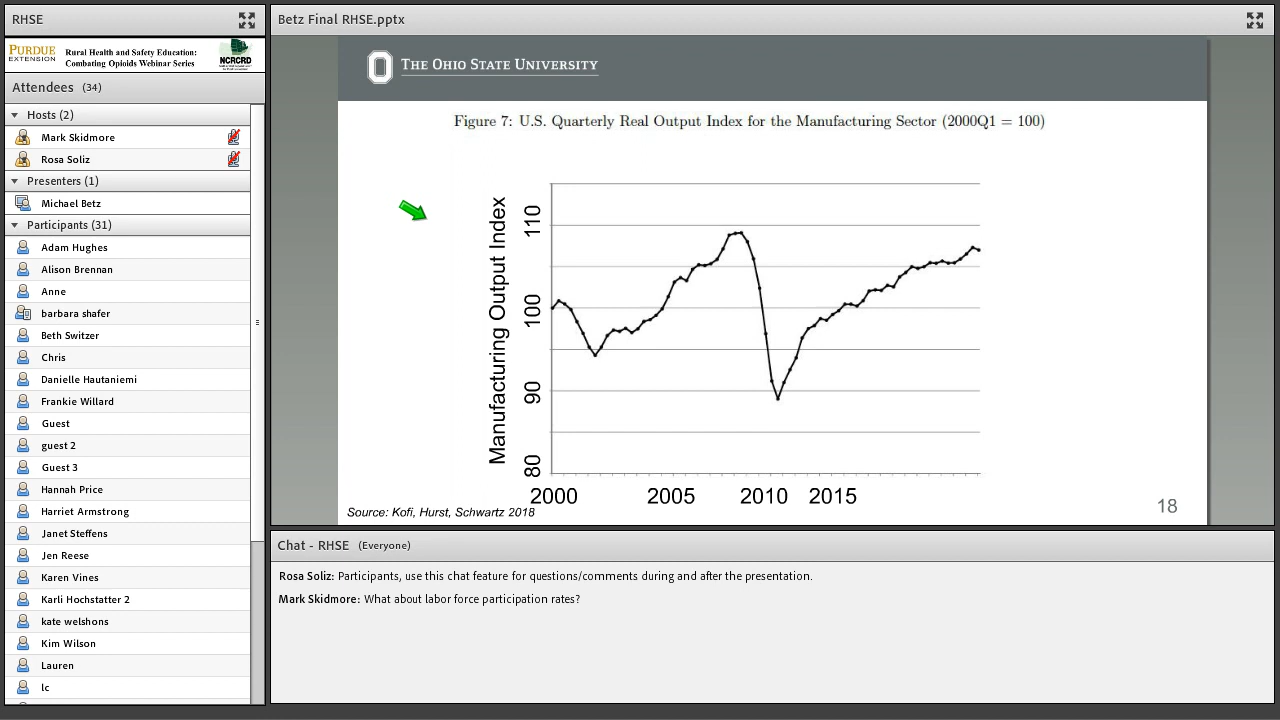 RHSE
PURDUE
EXTENSION
Rural Health and Safety Education:
Combating Opioids Webinar Series
NCRCRD
Attendees (34)
Hosts (2)
Mark Skidmore
Rosa Soliz
Presenters (1)
Michael Betz
Participants (31)
Adam Hughes
Alison Brennan
Anne
barbara shafer
Beth Switzer
Chris
Danielle Hautaniemi
Frankie Willard
Guest
guest 2
Guest 3
Hannah Price
Harriet Armstrong
Janet Steffens
Jen Reese
Karen Vines
Karli Hochstatter 2
kate welshons
Kim Wilson
Lauren
lc
Betz Final RHSE.pptx
THE OHIO STATE UNIVERSITY
Figure 7: U.S. Quarterly Real Output Index for the Manufacturing Sector (2000Q1 = 100)
Manufacturing Output Index
110
100
90
80
2000 2005 2010 2015
Source: Kofi, Hurst, Schwartz 2018
18
Chat - RHSE (Everyone)
Rosa Soliz: Participants, use this chat feature for questions/comments during and after the presentation.
Mark Skidmore: What about labor force participation rates?